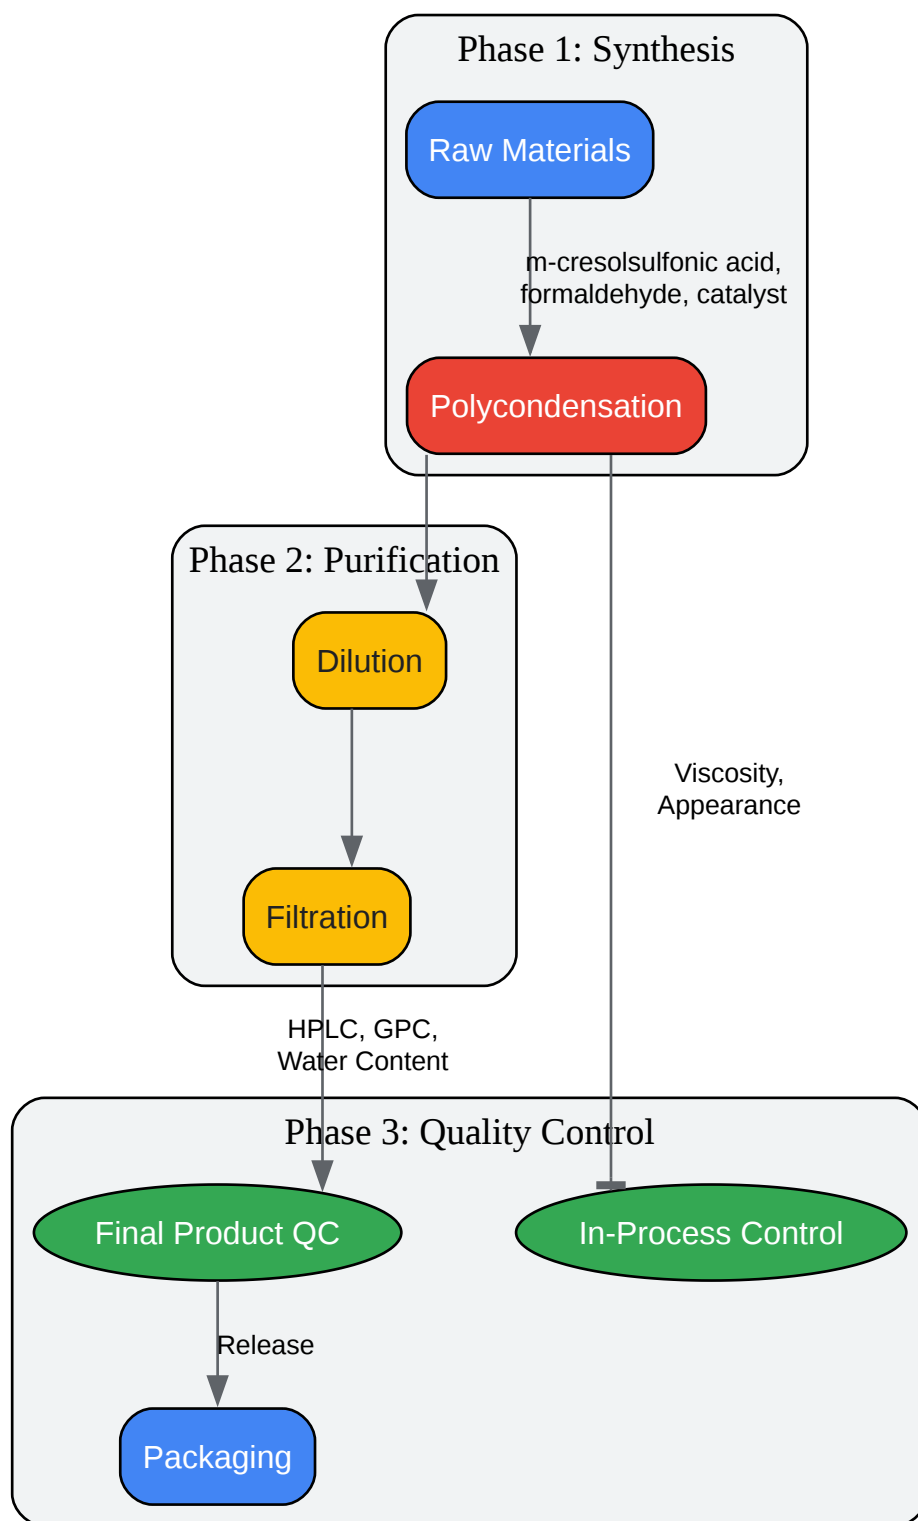 Phase 1: Synthesis
Raw Materials
m-cresolsulfonic acid,
formaldehyde, catalyst
Polycondensation
Phase 2: Purification
Dilution
Viscosity,
Appearance
Filtration
HPLC, GPC,
Water Content
Phase 3: Quality Control
Final Product QC
In-Process Control
Release
Packaging